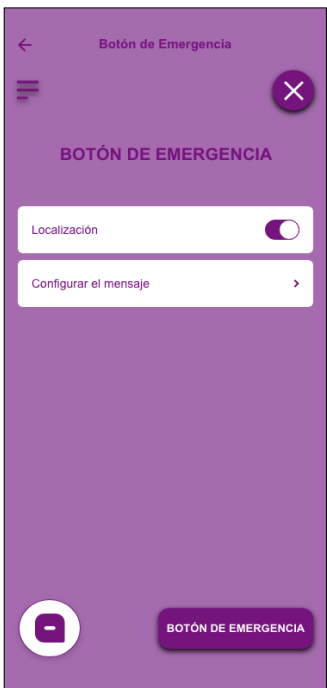 Botón de Emergencia
BOTÓN DE EMERGENCIA
Localización
Configurar el mensaje
BOTÓN DE EMERGENCIA